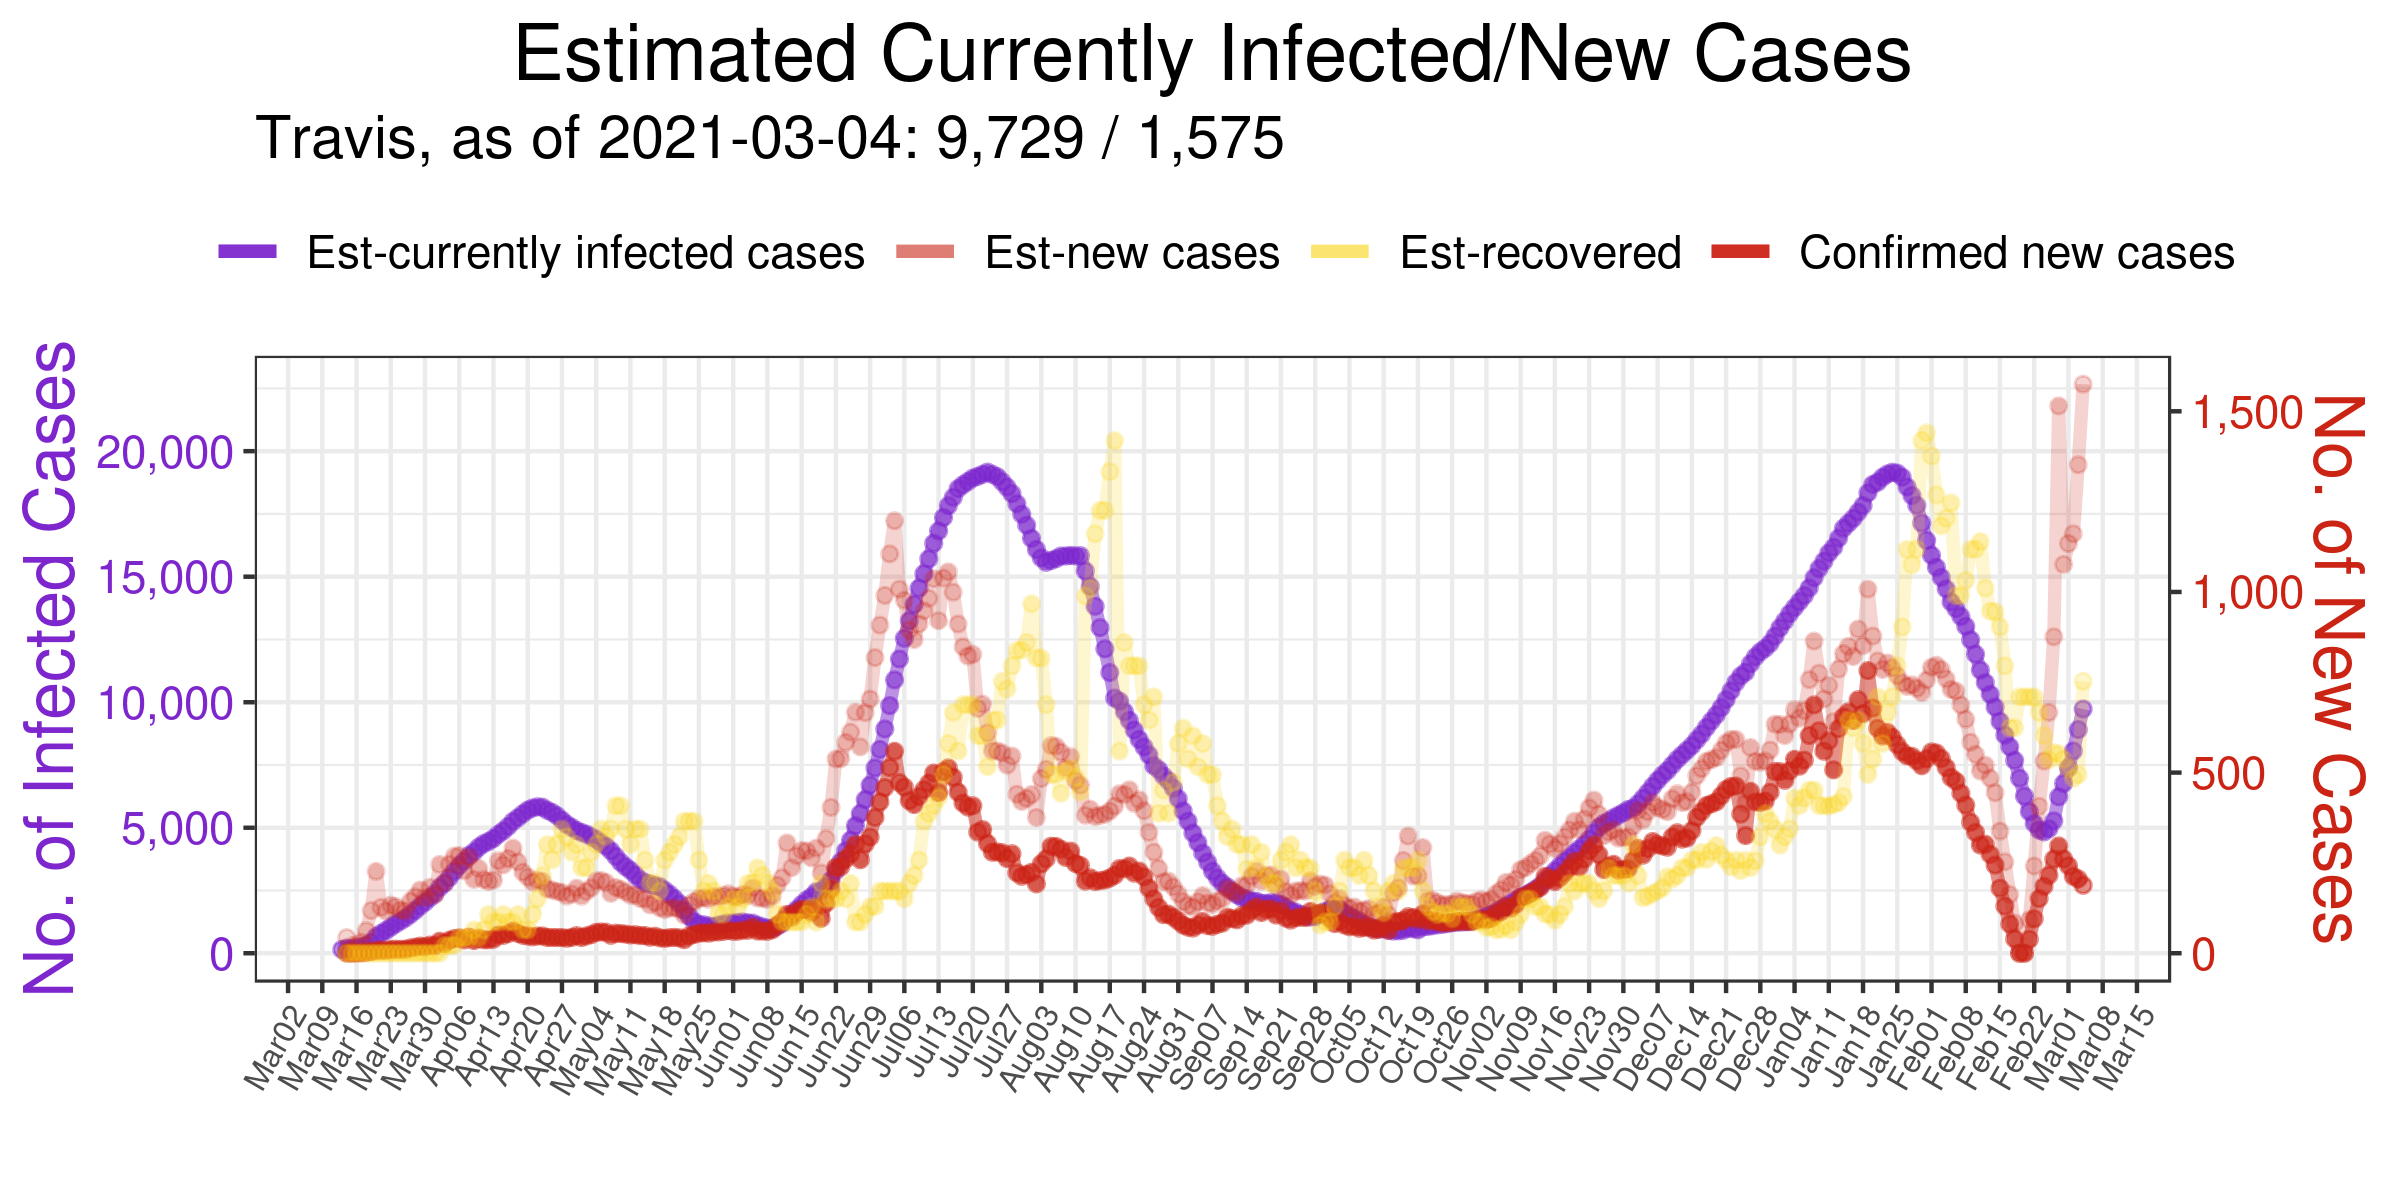 Estimated Currently Infected/New Cases
Travis, as of 2021-03-04: 9,729 / 1,575
Est-currently infected cases Est-new cases Est-recovered Confirmed new cases
No. of Infected Cases
20,000
15,000
10,000
5,000
0
1,500
1,000
500
0
No. of New Cases
Mar02 Mar09 Mar16 Mar23 Mar30 Apr06 Apr13 Apr20 Apr27 May04 May11 May18 May25 Jun01 Jun08 Jun15 Jun22 Jun29 Jul06 Jul13 Jul20 Jul27 Aug03 Aug10 Aug17 Aug24 Aug31 Sep07 Sep14 Sep21 Sep28 Oct05 Oct12 Oct19 Oct26 Nov02 Nov09 Nov16 Nov23 Nov30 Dec07 Dec14 Dec21 Dec28 Jan04 Jan11 Jan18 Jan25 Feb01 Feb08 Feb15 Feb22 Mar01 Mar08 Mar15